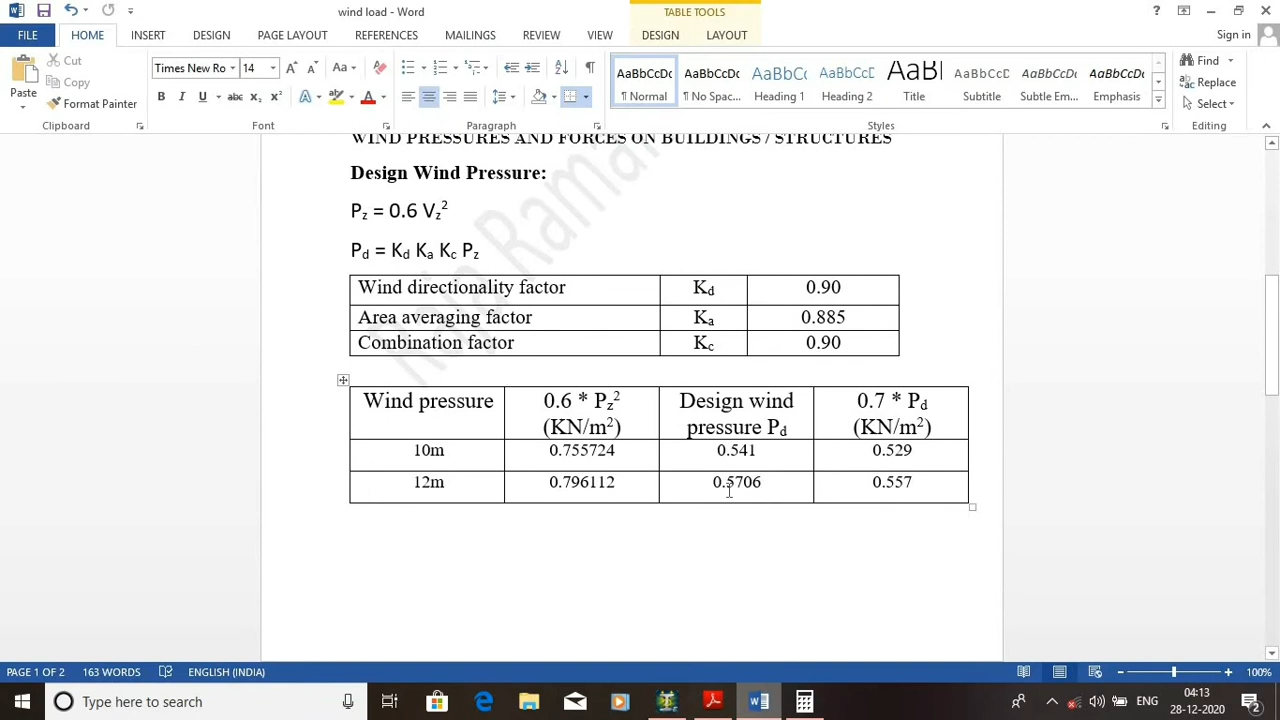 wind load - Word
TABLE TOOLS
?
FILE HOME INSERT DESIGN PAGE LAYOUT REFERENCES MAILINGS REVIEW VIEW DESIGN LAYOUT Sign in
Paste
Cut
Copy
Format Painter
Clipboard
Times New Ro 14
Font
Paragraph
AaBbCcDc AaBbCcDc AaBbCc AaBbCcD AaBl AaBbCcD AaBbCcDc AaBbCcDc
¶ Normal ¶ No Spac... Heading 1 Heading 2 Title Subtitle Subtle Em... Emphasis
Styles
Find
Replace
Select
Editing
WIND PRESSURES AND FORCES ON BUILDINGS / STRUCTURES
Design Wind Pressure:
Pz = 0.6 Vz²
Pd = Kd Ka Kc Pz
Wind directionality factor Kd 0.90
Area averaging factor Ka 0.885
Combination factor Kc 0.90
Wind pressure 0.6 * Pz² (KN/m²) Design wind pressure Pd 0.7 * Pd (KN/m²)
10m 0.755724 0.541 0.529
12m 0.796112 0.5706 0.557
PAGE 1 OF 2 163 WORDS ENGLISH (INDIA) 100%
Type here to search
ENG
04:13
28-12-2020
2